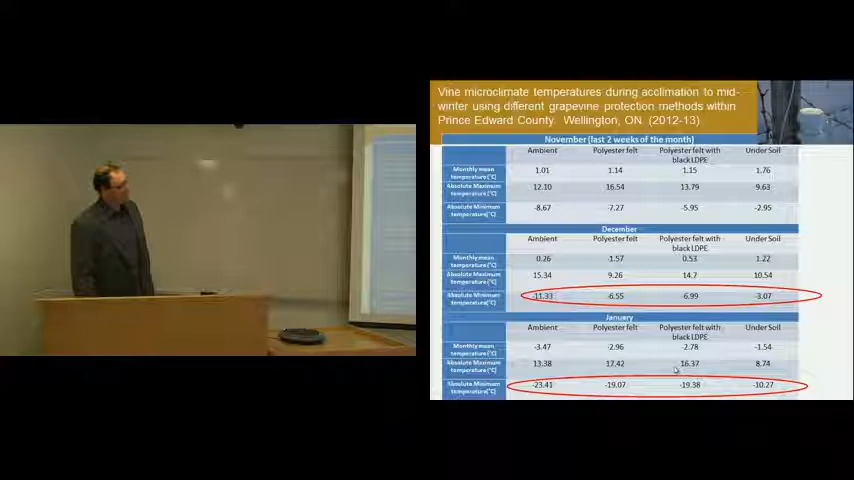 Vine microclimate temperatures during acclimation to mid-
winter using different grapevine protection methods within
Prince Edward County. Wellington, ON. (2012-13)
November (last 2 weeks of the month)
Ambient Polyester felt Polyester felt with black LDPE Under Soil
Monthly mean temperature (°C) 1.01 1.14 1.15 1.76
Absolute Maximum temperature(°C) 12.10 16.54 13.79 9.63
Absolute Minimum temperature(°C) -8.67 -7.27 -5.95 -2.95
December
Ambient Polyester felt Polyester felt with black LDPE Under Soil
Monthly mean temperature (°C) 0.26 1.57 0.53 1.22
Absolute Maximum temperature(°C) 15.34 9.26 14.7 10.54
Absolute Minimum temperature(°C) -11.33 -6.55 -6.99 -3.07
January
Ambient Polyester felt Polyester felt with black LDPE Under Soil
Monthly mean temperature (°C) -3.47 -2.96 -2.78 -1.54
Absolute Maximum temperature(°C) 13.38 17.42 16.37 8.74
Absolute Minimum temperature(°C) -23.41 -19.07 -19.38 -10.27